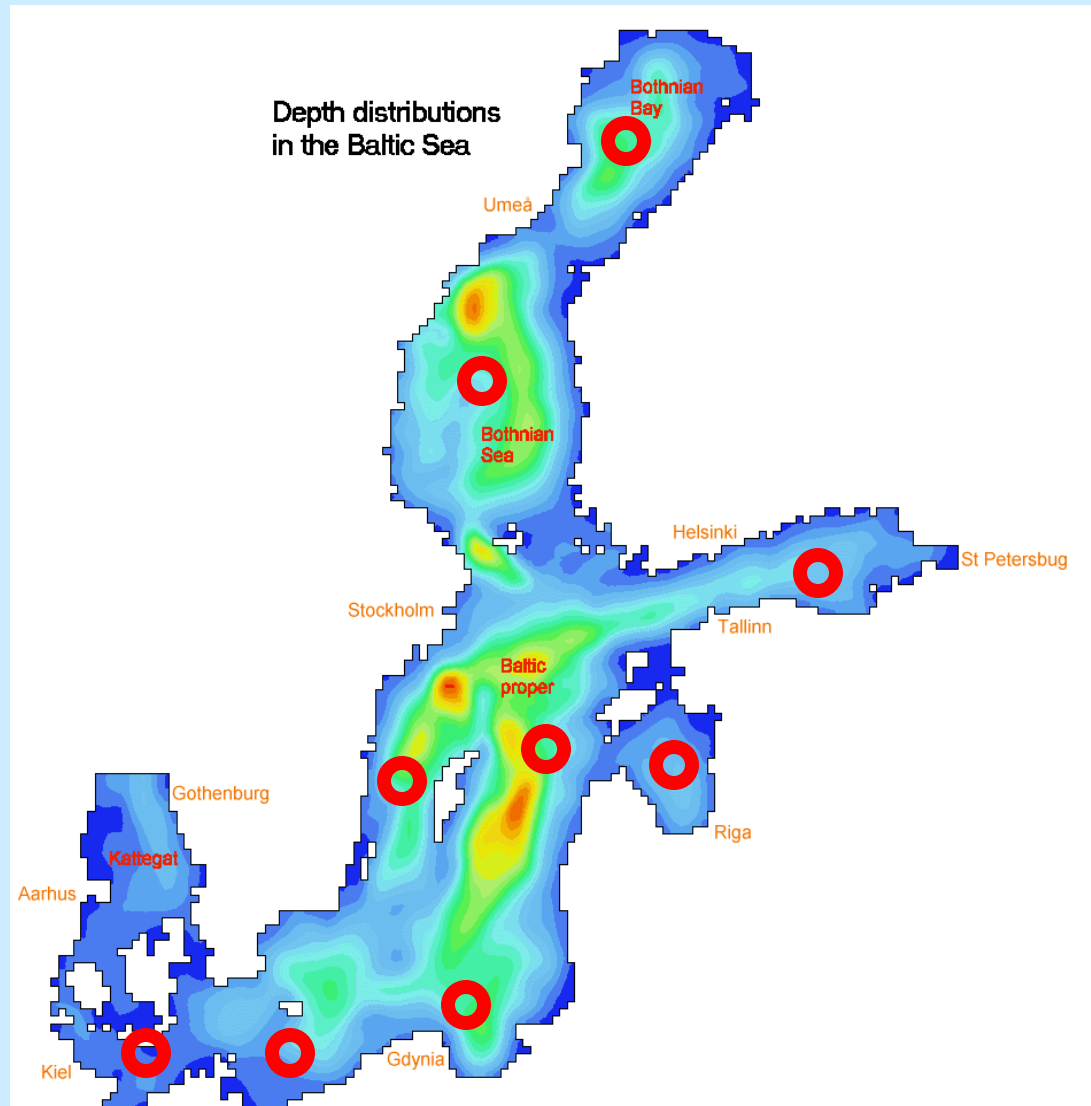 Depth distributions
in the Baltic Sea
Bothnian
Bay
Umeå
Bothnian
Sea
Helsinki
St Petersbug
Stockholm
Tallinn
Baltic
proper
Gothenburg
Riga
Kattegat
Aarhus
Gdynia
Kiel